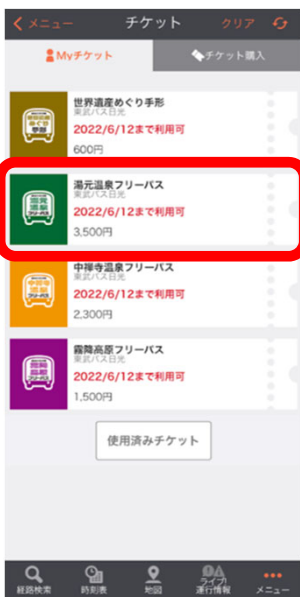 メニュー
チケット
クリア
Myチケット
チケット購入
世界遺産めぐり手形
東武バス日光
2022/6/12まで利用可
600円
湯元温泉フリーパス
東武バス日光
2022/6/12まで利用可
3,500円
中禅寺温泉フリーパス
東武バス日光
2022/6/12まで利用可
2,300円
霧降高原フリーパス
東武バス日光
2022/6/12まで利用可
1,500円
使用済みチケット
経路検索
時刻表
地図
ライブ!
運行情報
メニュー